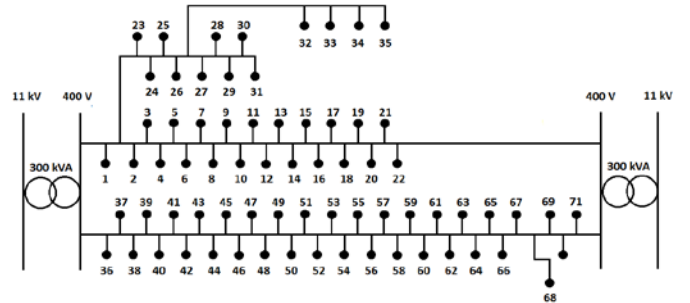 23 25 28 30
32 33 34 35
24 26 27 29 31
11 kV 400 V 400 V 11 kV
3 5 7 9 11 13 15 17 19 21
300 kVA 300 kVA
1 2 4 6 8 10 12 14 16 18 20 22
37 39 41 43 45 47 49 51 53 55 57 59 61 63 65 67 69 71
36 38 40 42 44 46 48 50 52 54 56 58 60 62 64 66
68